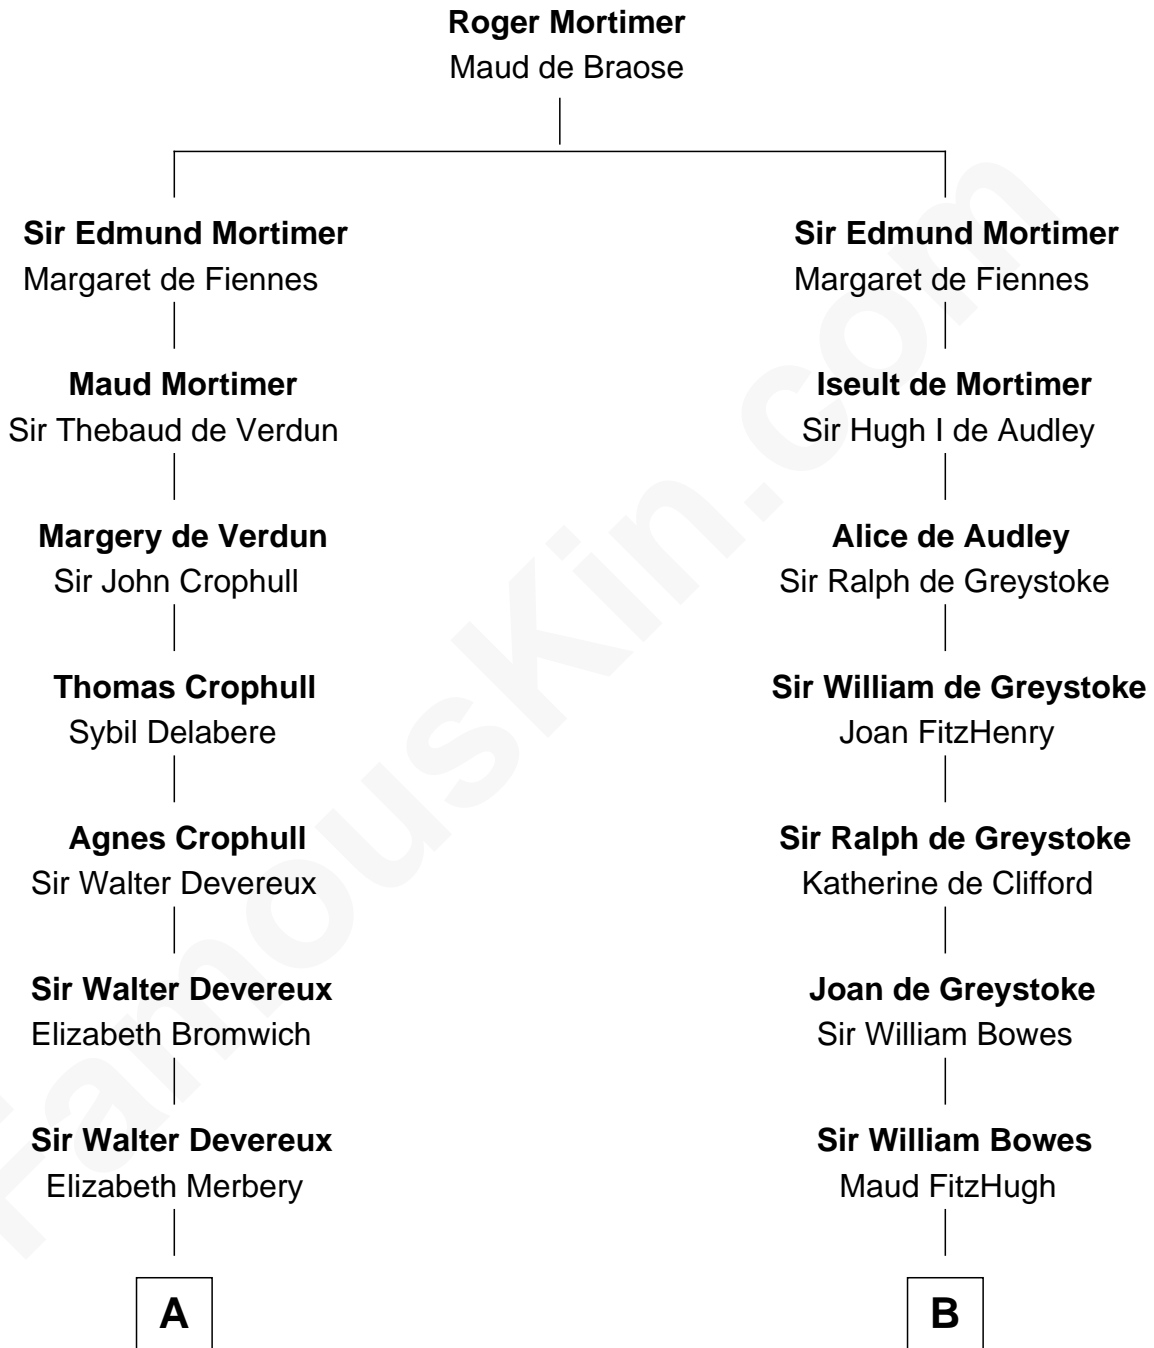 Roger Mortimer
Maud de Braose
Sir Edmund Mortimer
Margaret de Fiennes
Maud Mortimer
Sir Thebaud de Verdun
Margery de Verdun
Sir John Crophull
Thomas Crophull
Sybil Delabere
Agnes Crophull
Sir Walter Devereux
Sir Walter Devereux
Elizabeth Bromwich
Sir Walter Devereux
Elizabeth Merbery
A
Sir Edmund Mortimer
Margaret de Fiennes
Iseult de Mortimer
Sir Hugh I de Audley
Alice de Audley
Sir Ralph de Greystoke
Sir William de Greystoke
Joan FitzHenry
Sir Ralph de Greystoke
Katherine de Clifford
Joan de Greystoke
Sir William Bowes
Sir William Bowes
Maud FitzHugh
B
FamousKin.com